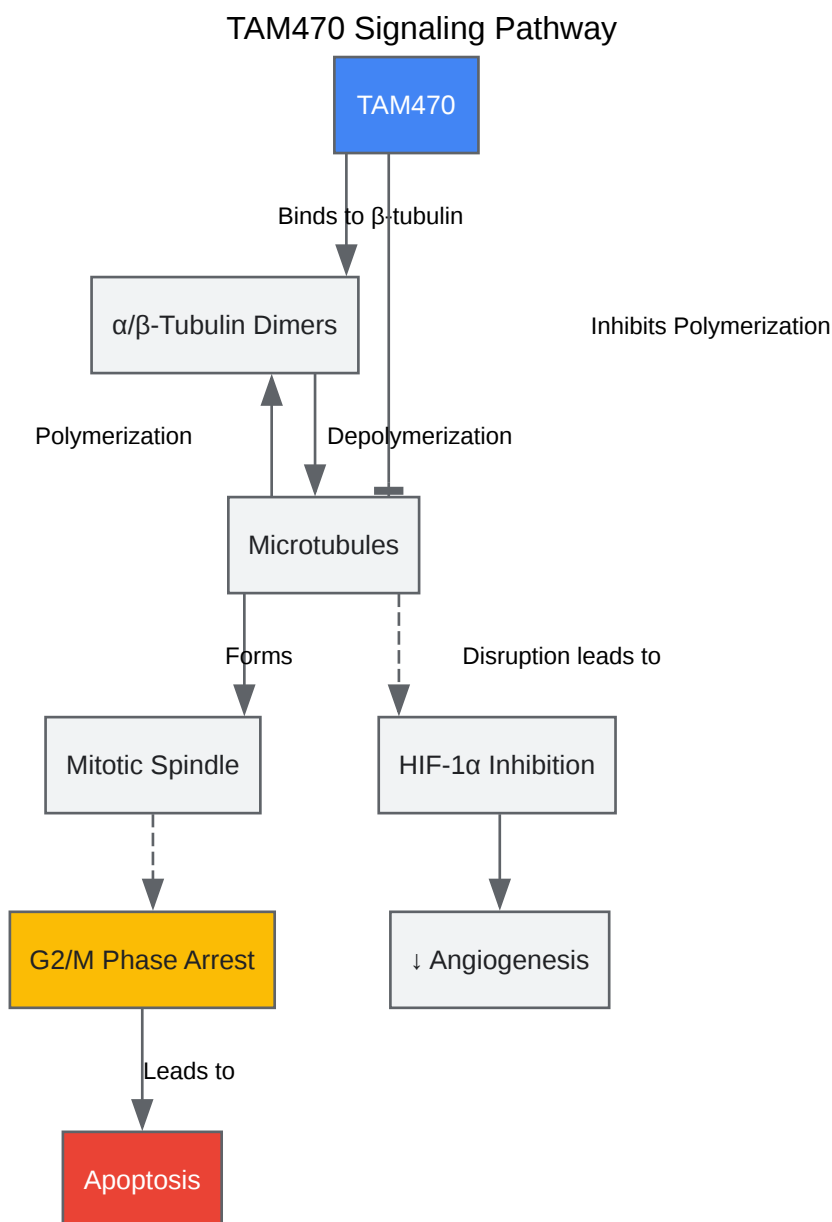 TAM470 Signaling Pathway
TAM470
Binds to β-tubulin
α/β-Tubulin Dimers
Inhibits Polymerization
Polymerization
Depolymerization
Microtubules
Forms
Disruption leads to
Mitotic Spindle
HIF-1α Inhibition
G2/M Phase Arrest
↓ Angiogenesis
Leads to
Apoptosis